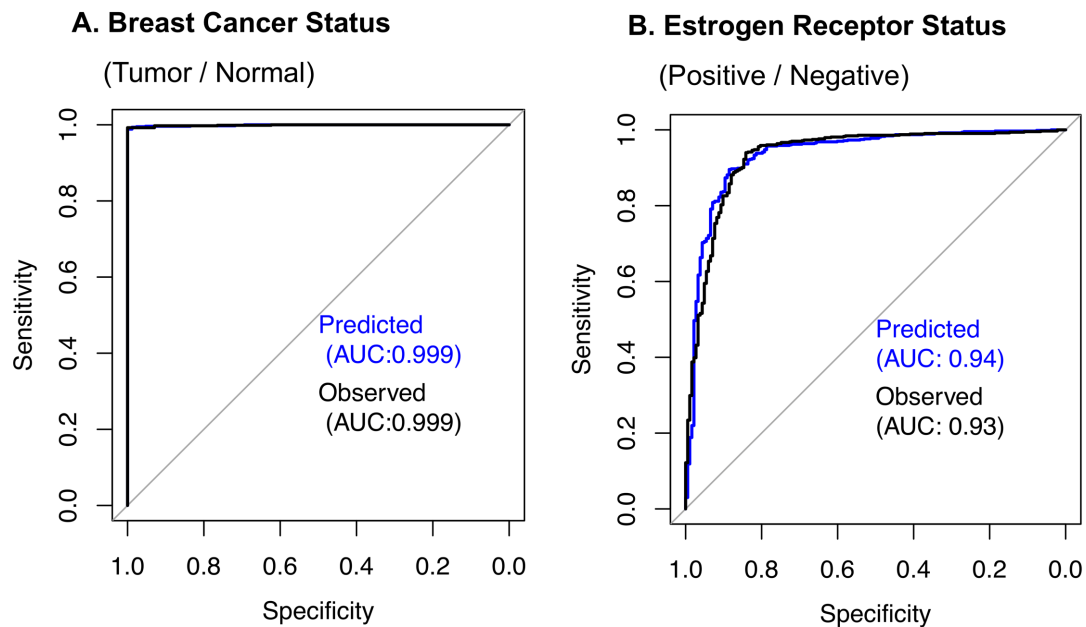 A. Breast Cancer Status
(Tumor / Normal)
Sensitivity
1.0
0.8
0.6
0.4
0.2
0.0
Predicted
(AUC:0.999)
Observed
(AUC:0.999)
1.0 0.8 0.6 0.4 0.2 0.0
Specificity
B. Estrogen Receptor Status
(Positive / Negative)
Sensitivity
1.0
0.8
0.6
0.4
0.2
0.0
Predicted
(AUC: 0.94)
Observed
(AUC: 0.93)
1.0 0.8 0.6 0.4 0.2 0.0
Specificity